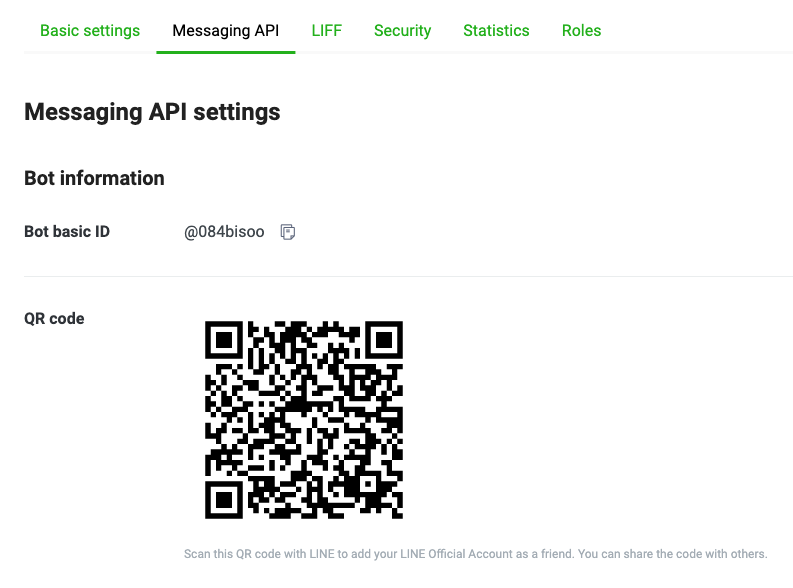 Basic settings Messaging API LIFF Security Statistics Roles
Messaging API settings
Bot information
Bot basic ID @084bisoo
QR code
Scan this QR code with LINE to add your LINE Official Account as a friend. You can share the code with others.